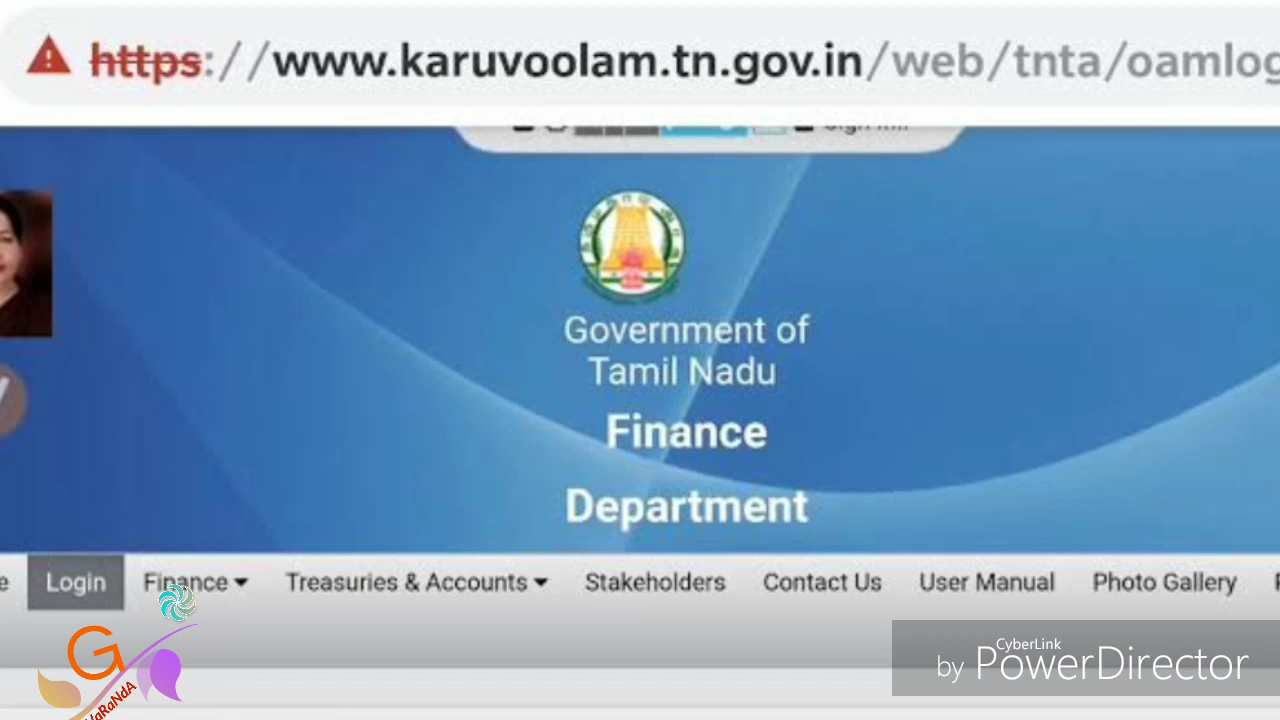 https://www.karuvoolam.tn.gov.in/web/tnta/oamlog
Government of
Tamil Nadu
Finance
Department
Login Finance Treasuries & Accounts Stakeholders Contact Us User Manual Photo Gallery
G
VaRaNdA
CyberLink
by PowerDirector